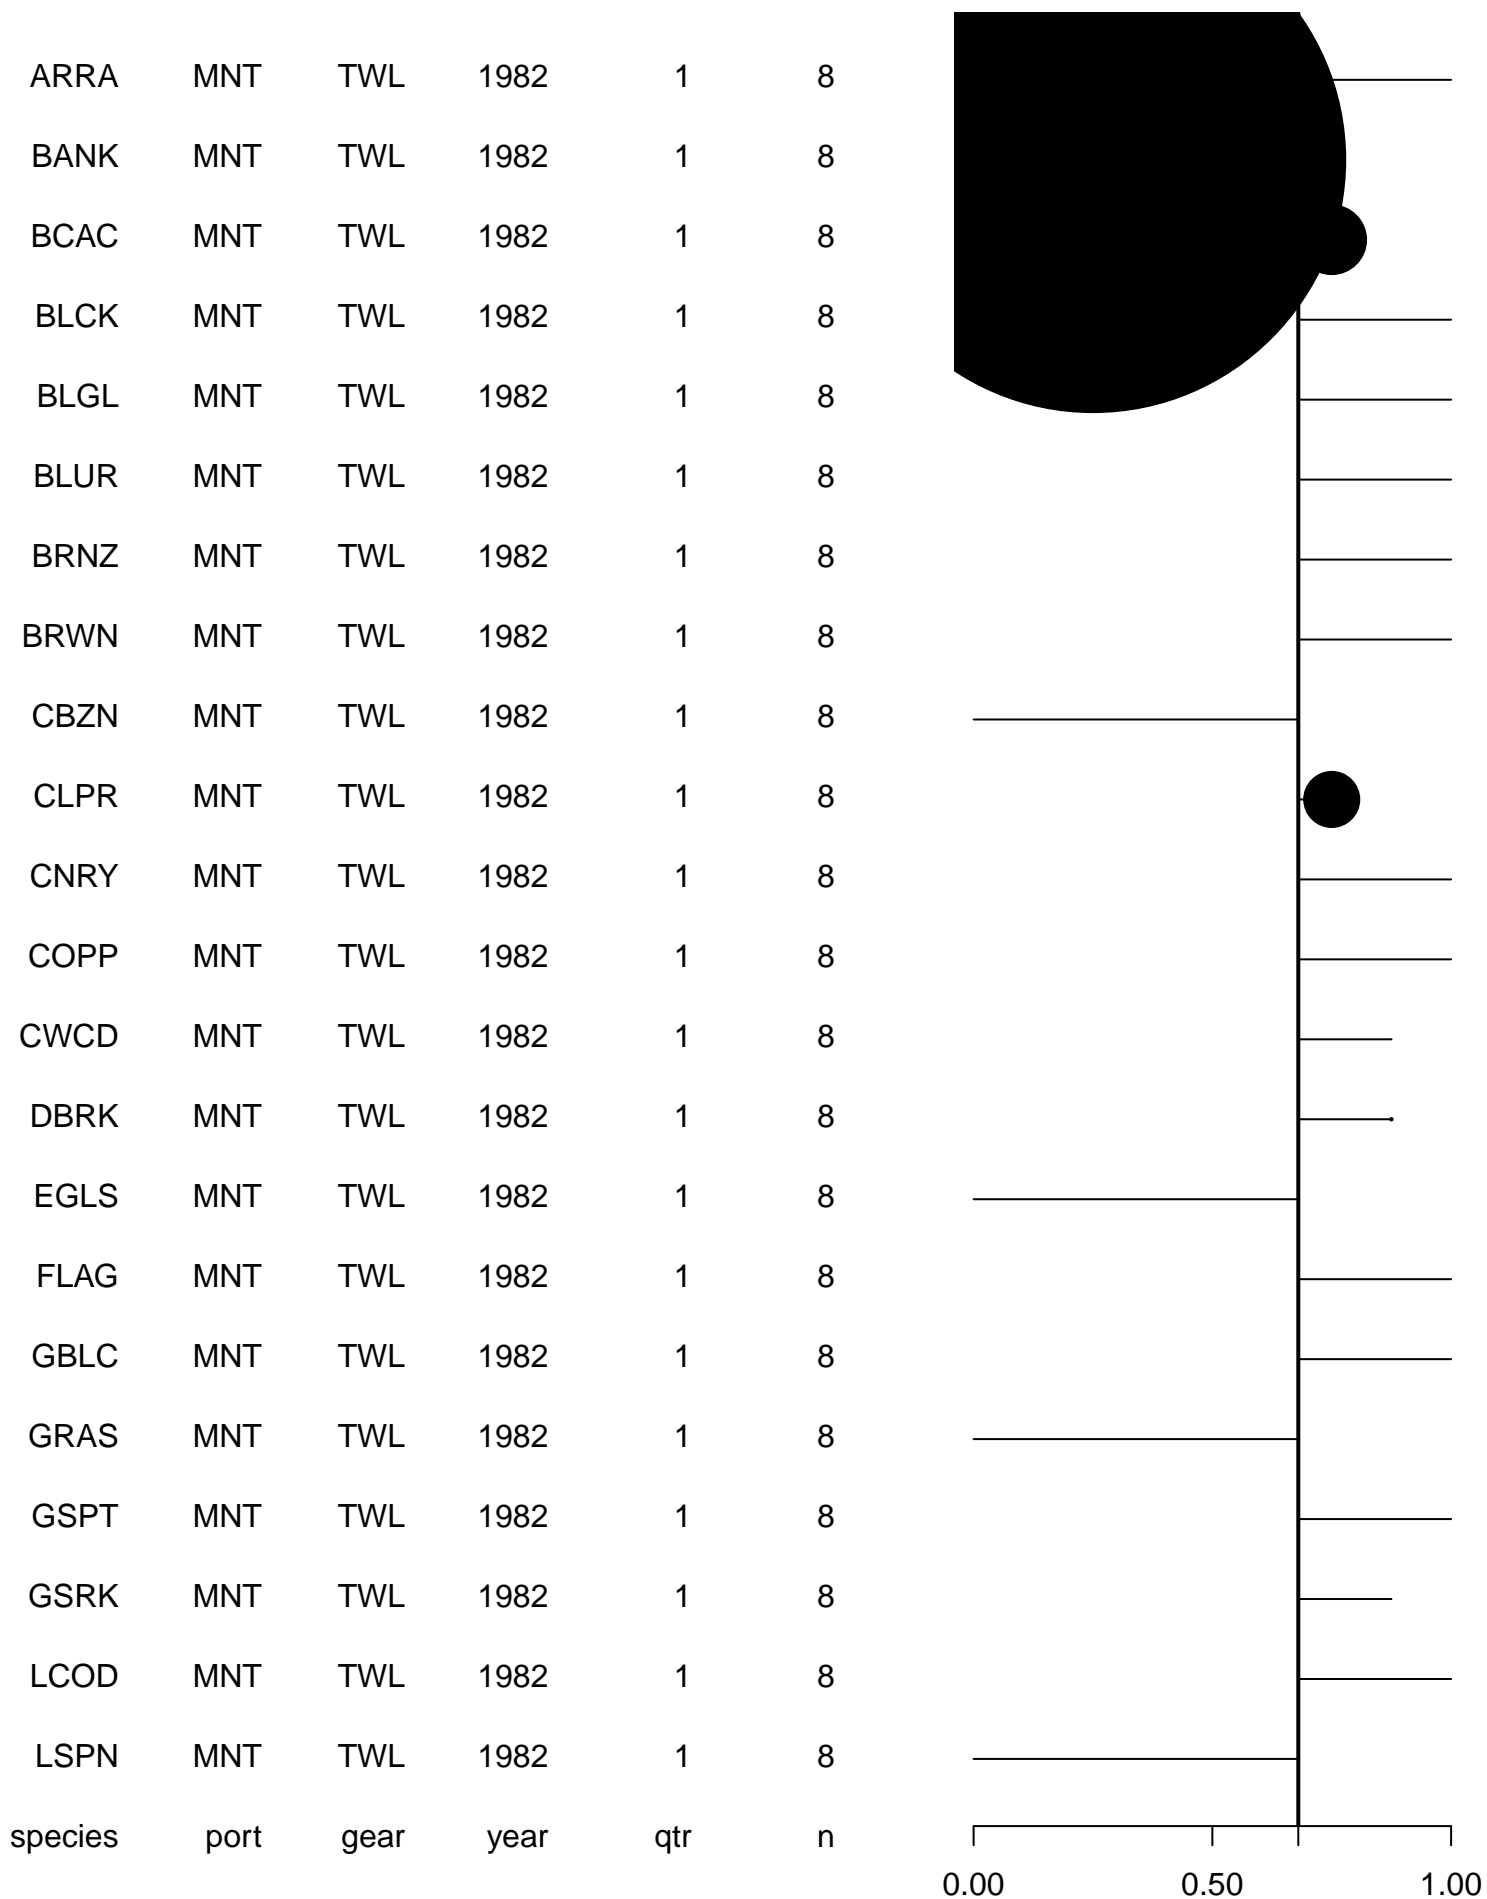 ARRA MNT TWL 1982 1 8
BANK MNT TWL 1982 1 8
BCAC MNT TWL 1982 1 8
BLCK MNT TWL 1982 1 8
BLGL MNT TWL 1982 1 8
BLUR MNT TWL 1982 1 8
BRNZ MNT TWL 1982 1 8
BRWN MNT TWL 1982 1 8
CBZN MNT TWL 1982 1 8
CLPR MNT TWL 1982 1 8
CNRY MNT TWL 1982 1 8
COPP MNT TWL 1982 1 8
CWCD MNT TWL 1982 1 8
DBRK MNT TWL 1982 1 8
EGLS MNT TWL 1982 1 8
FLAG MNT TWL 1982 1 8
GBLC MNT TWL 1982 1 8
GRAS MNT TWL 1982 1 8
GSPT MNT TWL 1982 1 8
GSRK MNT TWL 1982 1 8
LCOD MNT TWL 1982 1 8
LSPN MNT TWL 1982 1 8
species port gear year qtr n
0.00 0.50 1.00